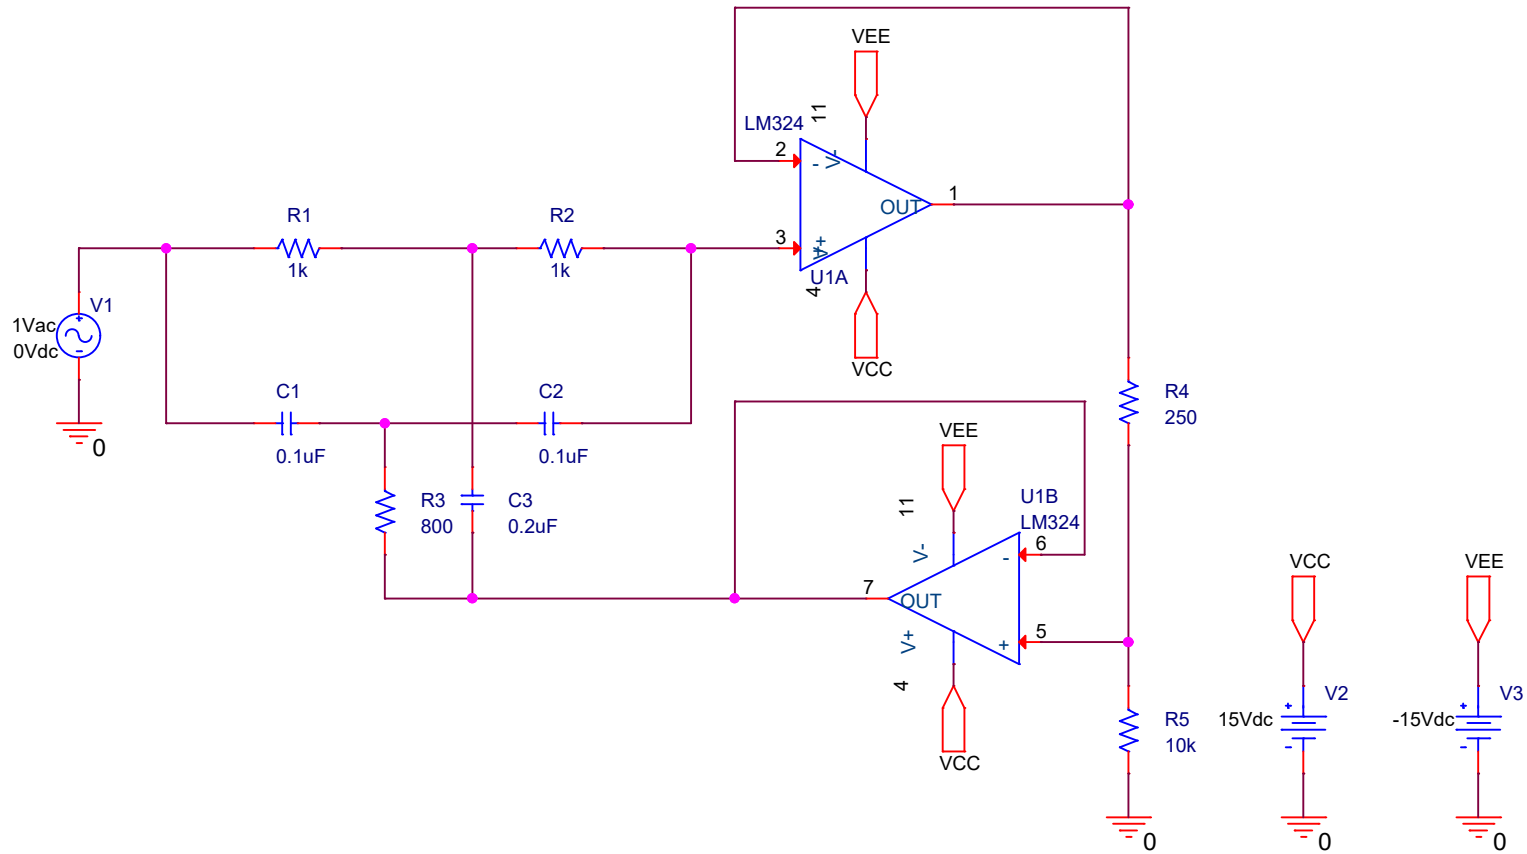 VEE
11
LM324
2
-
V-
OUT
1
3
+
V+
U1A
4
VCC
R1
1k
R2
1k
V1
1Vac
0Vdc
+
-
0
C1
0.1uF
C2
0.1uF
R3
800
C3
0.2uF
R4
250
VEE
11
U1B
LM324
V-
6
-
7
OUT
V+
5
+
4
VCC
R5
10k
0
VCC
V2
15Vdc
+
-
0
VEE
V3
-15Vdc
+
-
0